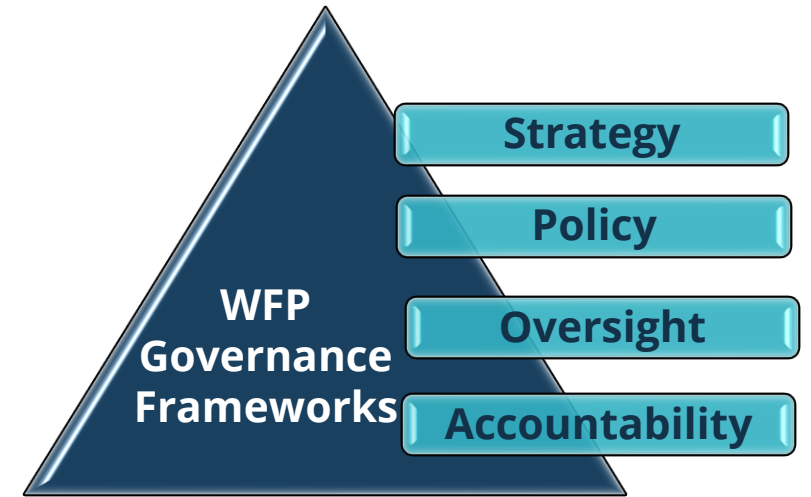 WFP
Governance
Frameworks
Strategy
Policy
Oversight
Accountability